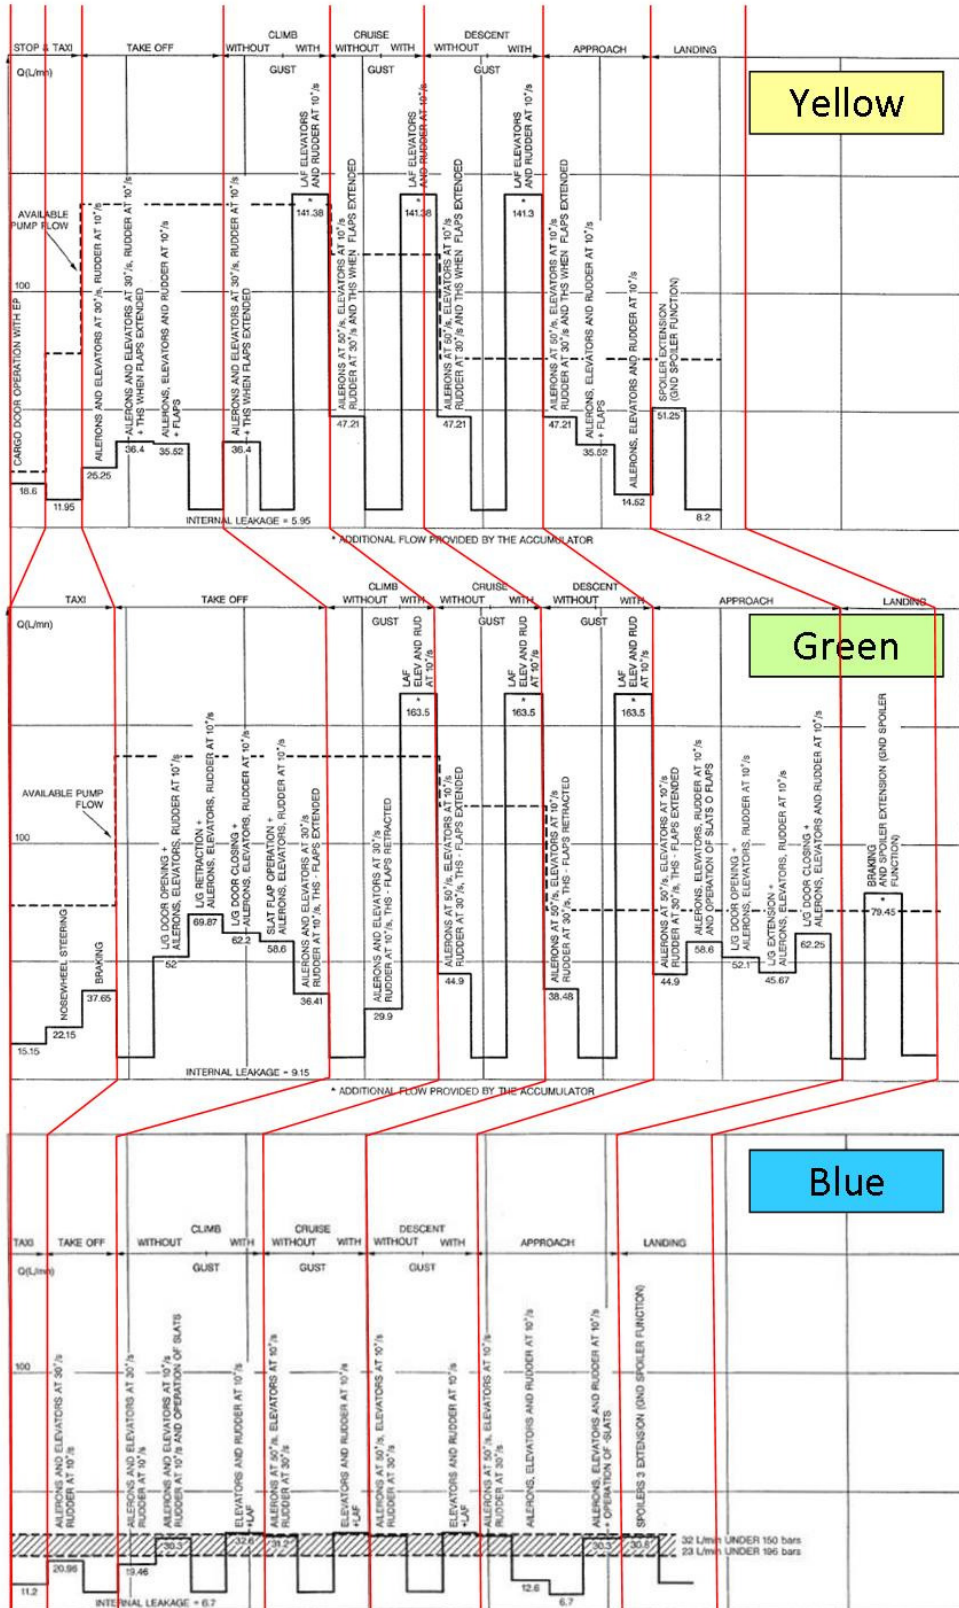 CLIMB CRUISE DESCENT
STOP & TAXI TAKE OFF WITHOUT WITH WITHOUT WITH WITHOUT WITH APPROACH LANDING
Q(L/mn) GUST GUST GUST
Yellow
AVAILABLE
PUMP FLOW
100
CARGO DOOR OPERATION WITH EP
18.6
11.95
AILERONS AND ELEVATORS AT 30°/s, RUDDER AT 10°/s
25.25
AILERONS AND ELEVATORS AT 30°/s, RUDDER AT 10°/s
+ THS WHEN FLAPS EXTENDED
36.4
AILERONS, ELEVATORS AND RUDDER AT 10°/s
+ FLAPS
35.52
AILERONS AND ELEVATORS AT 30°/s, RUDDER AT 10°/s
+ THS WHEN FLAPS EXTENDED
36.4
LAF ELEVATORS
AND RUDDER AT 10°/s
*
141.38
AILERONS AT 50°/s, ELEVATORS AT 10°/s
RUDDER AT 30°/s AND THS WHEN FLAPS EXTENDED
47.21
LAF ELEVATORS
AND RUDDER AT 10°/s
*
141.38
AILERONS AT 50°/s, ELEVATORS AT 10°/s
RUDDER AT 30°/s AND THS WHEN FLAPS EXTENDED
47.21
LAF ELEVATORS
AND RUDDER AT 10°/s
*
141.3
AILERONS AT 50°/s, ELEVATORS AT 10°/s
RUDDER AT 30°/s AND THS WHEN FLAPS EXTENDED
47.21
AILERONS, ELEVATORS AND RUDDER AT 10°/s
+ FLAPS
35.52
AILERONS, ELEVATORS AND RUDDER AT 10°/s
14.52
SPOILER EXTENSION
(GND SPOILER FUNCTION)
51.25
8.2
INTERNAL LEAKAGE = 5.95
* ADDITIONAL FLOW PROVIDED BY THE ACCUMULATOR
CLIMB CRUISE DESCENT
TAXI TAKE OFF WITHOUT WITH WITHOUT WITH WITHOUT WITH APPROACH LANDING
Q(L/mn) GUST GUST GUST
Green
AVAILABLE PUMP
FLOW
100
15.15
NOSEWHEEL STEERING
22.15
BRAKING
37.65
L/G DOOR OPENING +
AILERONS, ELEVATORS, RUDDER AT 10°/s
52
L/G RETRACTION +
AILERONS, ELEVATORS, RUDDER AT 10°/s
69.87
L/G DOOR CLOSING +
AILERONS, ELEVATORS, RUDDER AT 10°/s
62.2
SLAT FLAP OPERATION +
AILERONS, ELEVATORS, RUDDER AT 10°/s
58.6
AILERONS AND ELEVATORS AT 30°/s
RUDDER AT 10°/s, THS - FLAPS EXTENDED
36.41
AILERONS AND ELEVATORS AT 30°/s
RUDDER AT 10°/s, THS - FLAPS RETRACTED
29.9
LAF
ELEV AND RUD
AT 10°/s
*
163.5
AILERONS AT 50°/s, ELEVATORS AT 10°/s
RUDDER AT 30°/s, THS - FLAPS EXTENDED
44.9
LAF
ELEV AND RUD
AT 10°/s
*
163.5
AILERONS AT 50°/s, ELEVATORS AT 10°/s
RUDDER AT 30°/s, THS - FLAPS RETRACTED
38.48
LAF
ELEV AND RUD
AT 10°/s
*
163.5
AILERONS AT 50°/s, ELEVATORS AT 10°/s
RUDDER AT 30°/s, THS - FLAPS EXTENDED
44.9
AILERONS, ELEVATORS, RUDDER AT 10°/s
AND OPERATION OF SLATS O FLAPS
58.6
L/G DOOR OPENING +
AILERONS, ELEVATORS, RUDDER AT 10°/s
52.1
L/G EXTENSION +
AILERONS, ELEVATORS, RUDDER AT 10°/s
45.67
L/G DOOR CLOSING +
AILERONS, ELEVATORS AND RUDDER AT 10°/s
62.25
BRAKING
AND SPOILER EXTENSION (GND SPOILER
FUNCTION)
*
79.45
INTERNAL LEAKAGE = 9.15
* ADDITIONAL FLOW PROVIDED BY THE ACCUMULATOR
Blue
CLIMB CRUISE DESCENT
TAXI TAKE OFF WITHOUT WITH WITHOUT WITH WITHOUT WITH APPROACH LANDING
Q(L/mn) GUST GUST GUST
100
11.2
AILERONS AND ELEVATORS AT 30°/s
RUDDER AT 10°/s
20.96
AILERONS AND ELEVATORS AT 30°/s
RUDDER AT 10°/s
19.46
AILERONS AND ELEVATORS AT 10°/s
RUDDER AT 10°/s AND OPERATION OF SLATS
30.3
ELEVATORS AND RUDDER AT 10°/s
+LAF
32.6
AILERONS AT 50°/s, ELEVATORS AT 10°/s
RUDDER AT 30°/s
31.2
ELEVATORS AND RUDDER AT 10°/s
+LAF
AILERONS AT 50°/s, ELEVATORS AT 10°/s
RUDDER AT 30°/s
ELEVATORS AND RUDDER AT 10°/s
+LAF
AILERONS AT 50°/s, ELEVATORS AT 10°/s
RUDDER AT 30°/s
AILERONS, ELEVATORS AND RUDDER AT 10°/s
12.6
6.7
AILERONS, ELEVATORS AND RUDDER AT 10°/s
+ OPERATION OF SLATS
30.3
SPOILERS 3 EXTENSION (GND SPOILER FUNCTION)
30.8
32 L/mn UNDER 150 bars
23 L/mn UNDER 196 bars
INTERNAL LEAKAGE = 6.7